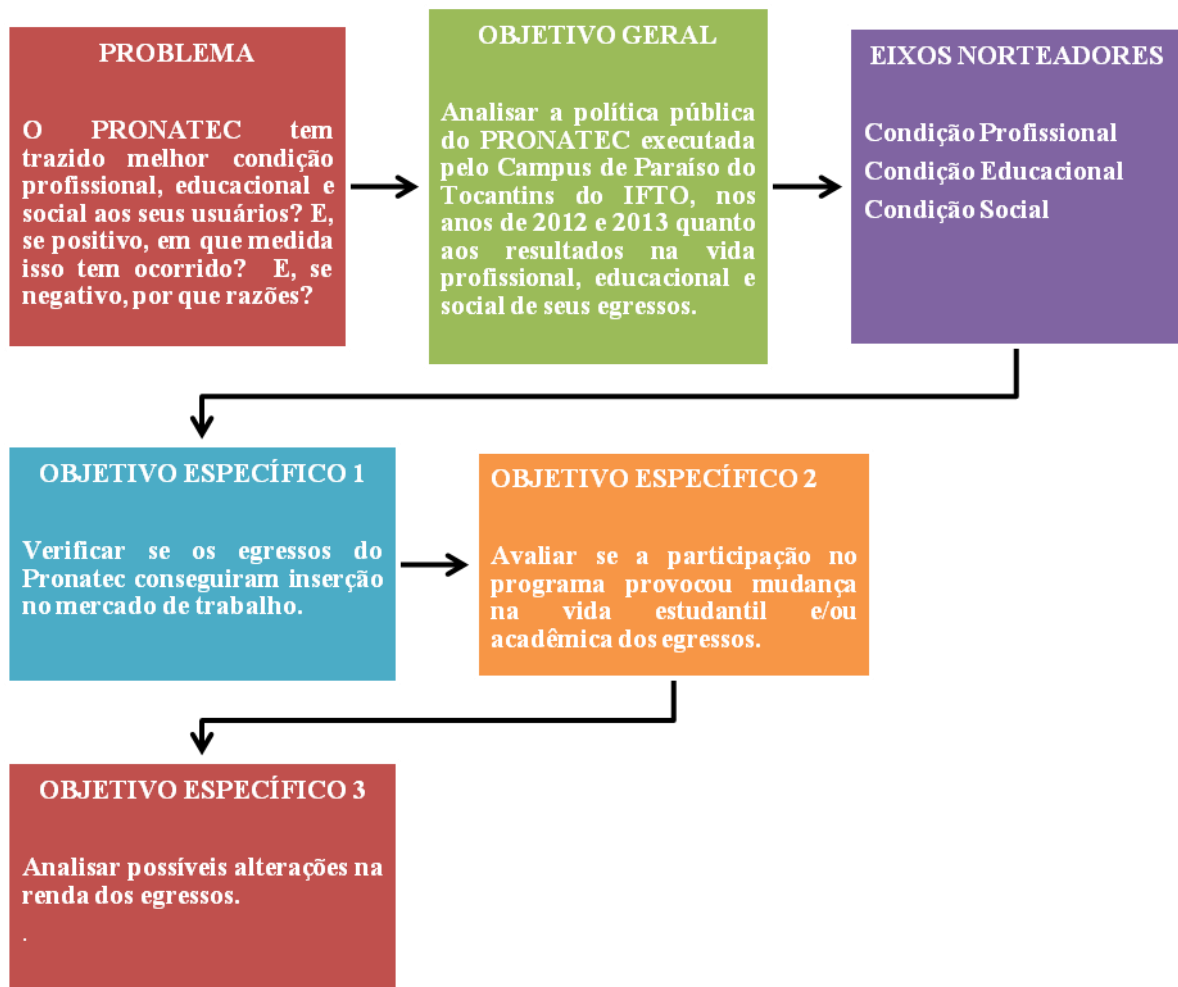 PROBLEMA
O PRONATEC tem
trazido melhor condição
profissional, educacional e
social aos seus usuários? E,
se positivo, em que medida
isso tem ocorrido? E, se
negativo, por que razões?
OBJETIVO GERAL
Analisar a política pública
do PRONATEC executada
pelo Campus de Paraíso do
Tocantins do IFTO, nos
anos de 2012 e 2013 quanto
aos resultados na vida
profissional, educacional e
social de seus egressos.
EIXOS NORTEADORES
Condição Profissional
Condição Educacional
Condição Social
OBJETIVO ESPECÍFICO 1
Verificar se os egressos do
Pronatec conseguiram inserção
no mercado de trabalho.
OBJETIVO ESPECÍFICO 2
Avaliar se a participação no
programa provocou mudança
na vida estudantil e/ou
acadêmica dos egressos.
OBJETIVO ESPECÍFICO 3
Analisar possíveis alterações na
renda dos egressos.
.